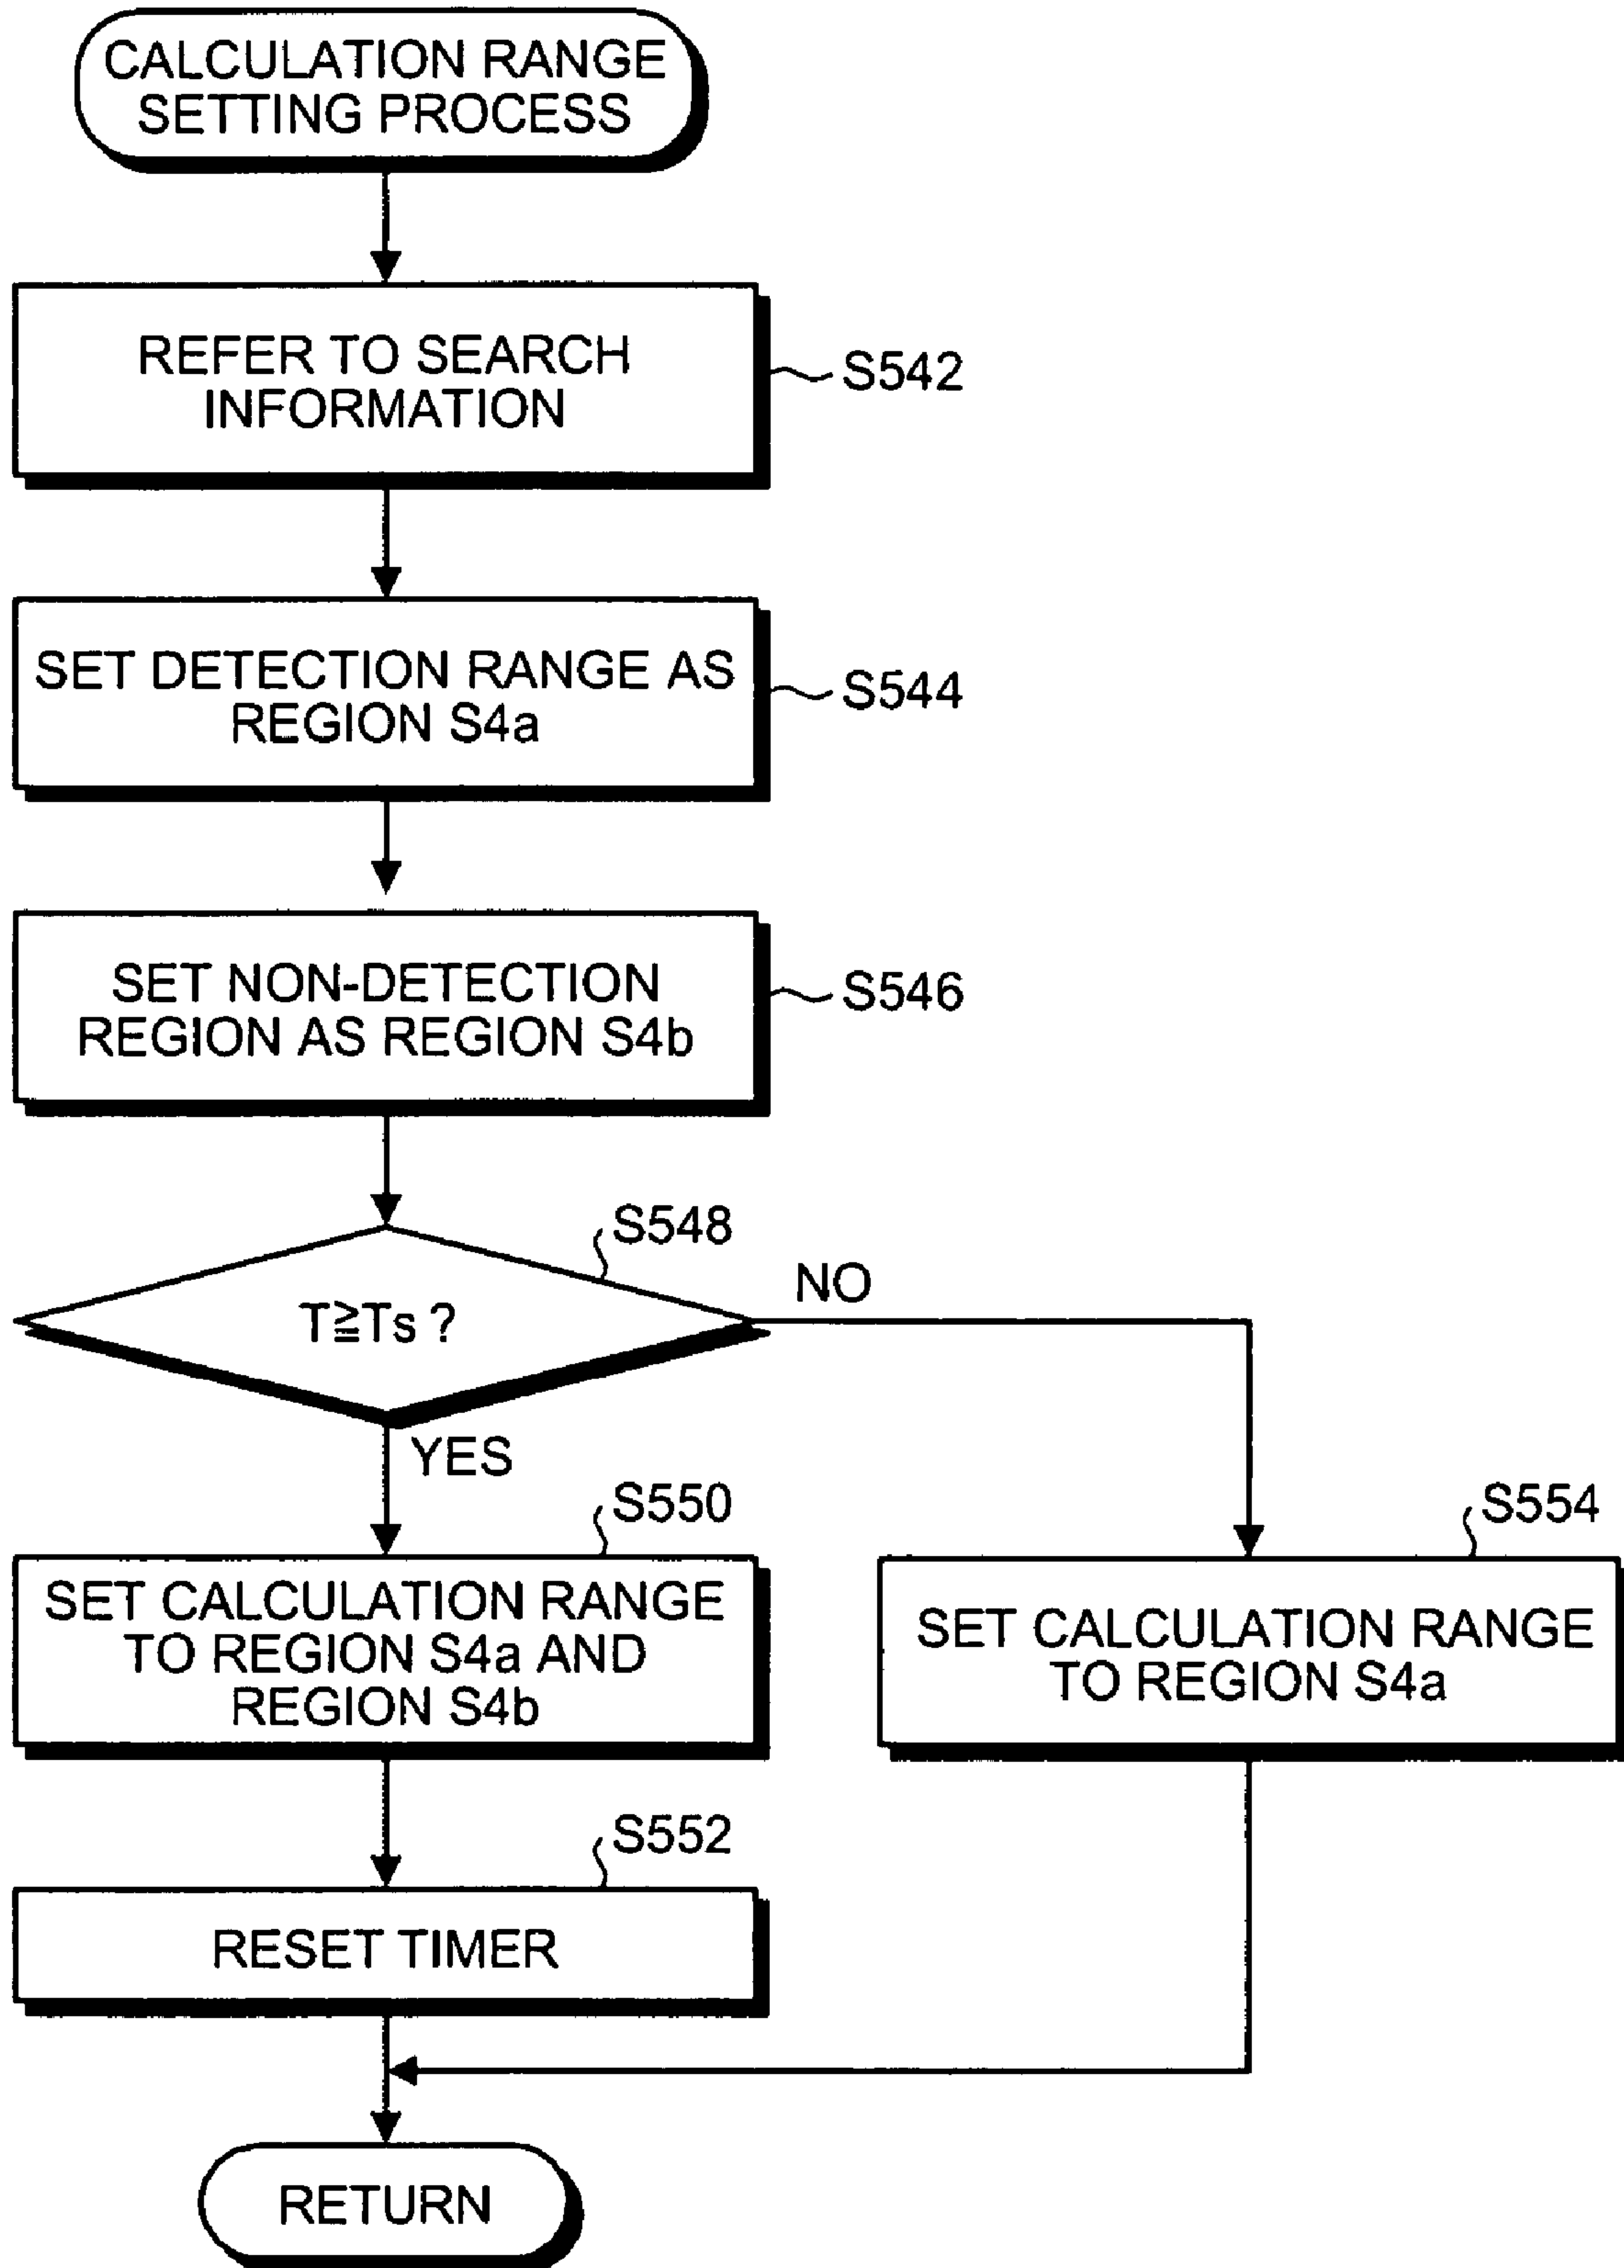 CALCULATION RANGE
SETTING PROCESS
REFER TO SEARCH
INFORMATION
S542
SET DETECTION RANGE AS
REGION S4a
S544
SET NON-DETECTION
REGION AS REGION S4b
S546
S548
T≧Ts ?
NO
YES
S550
SET CALCULATION RANGE
TO REGION S4a AND
REGION S4b
S554
SET CALCULATION RANGE
TO REGION S4a
S552
RESET TIMER
RETURN